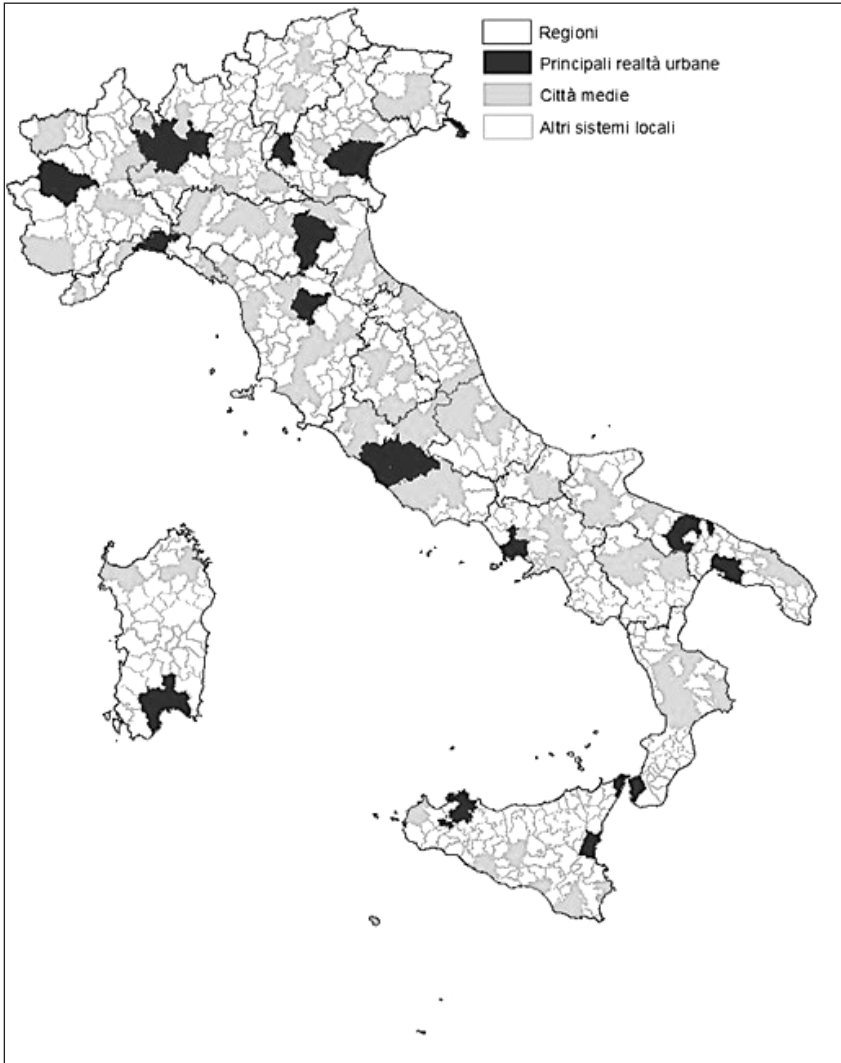 Regioni
Principali realtà urbane
Città medie
Altri sistemi locali